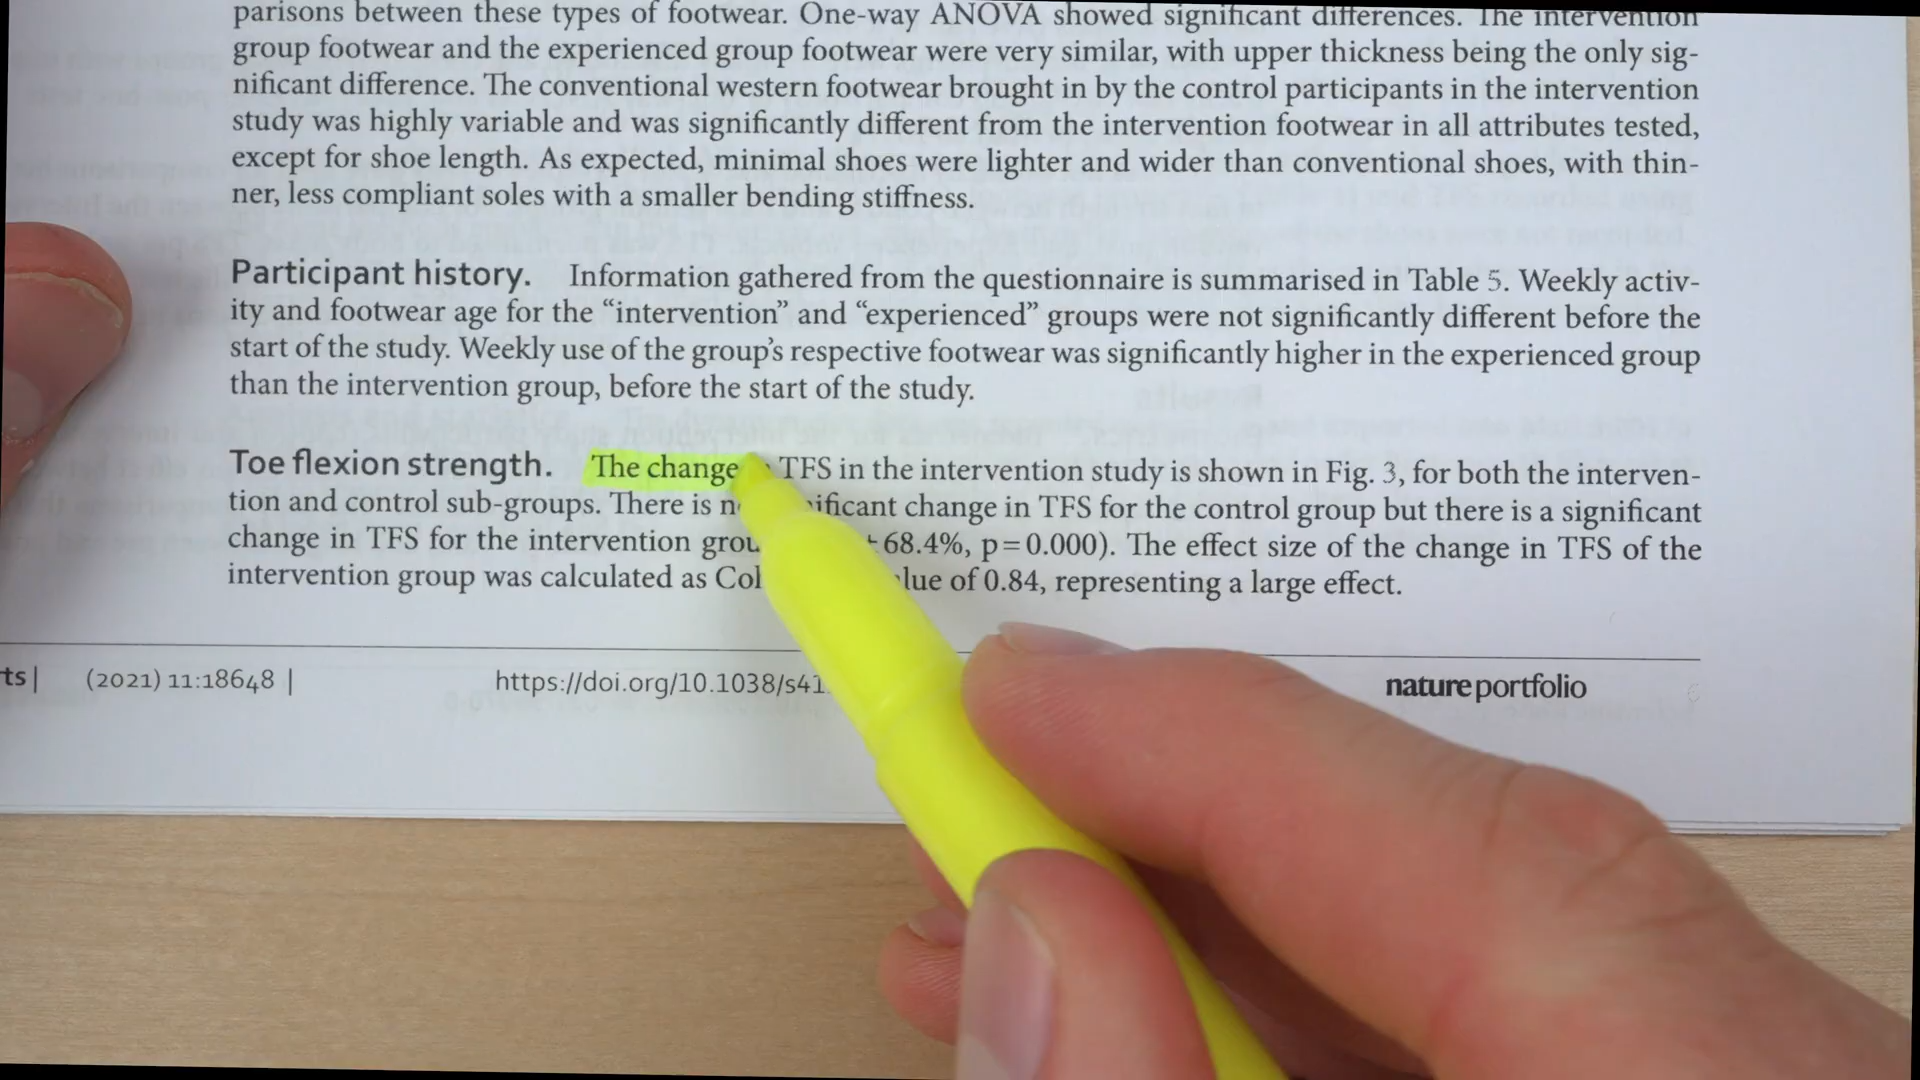 parisons between these types of footwear. One-way ANOVA showed significant differences. The intervention
group footwear and the experienced group footwear were very similar, with upper thickness being the only sig-
nificant difference. The conventional western footwear brought in by the control participants in the intervention
study was highly variable and was significantly different from the intervention footwear in all attributes tested,
except for shoe length. As expected, minimal shoes were lighter and wider than conventional shoes, with thin-
ner, less compliant soles with a smaller bending stiffness.
Participant history. Information gathered from the questionnaire is summarised in Table 5. Weekly activ-
ity and footwear age for the “intervention” and “experienced” groups were not significantly different before the
start of the study. Weekly use of the group’s respective footwear was significantly higher in the experienced group
than the intervention group, before the start of the study.
Toe flexion strength. The change TFS in the intervention study is shown in Fig. 3, for both the interven-
tion and control sub-groups. There is change in TFS for the control group but there is a significant
change in TFS for the intervention 68.4%, p=0.000). The effect size of the change in TFS of the
intervention group was calculated as of 0.84, representing a large effect.
(2021) 11:18648 | https://doi.org/10.1038/s41 natureportfolio